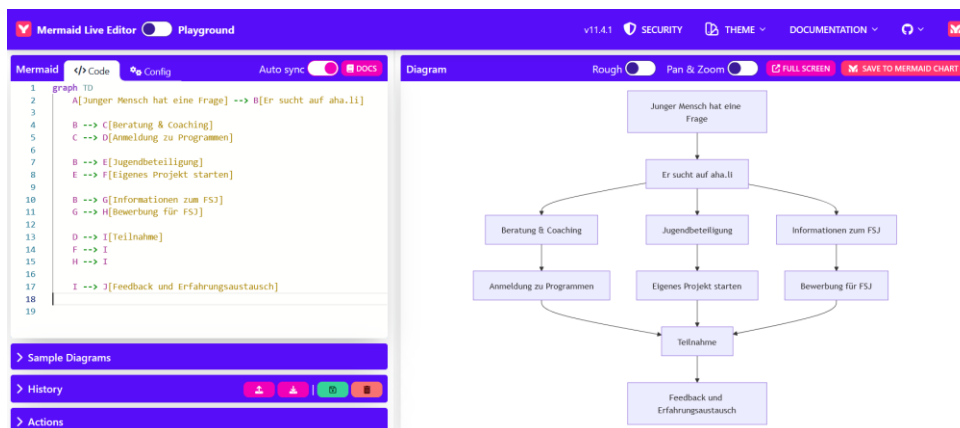 Mermaid Live Editor Playground v11.4.1 SECURITY THEME DOCUMENTATION
Mermaid Code Config Auto sync DOCS
1 graph TD
2 A[Junger Mensch hat eine Frage] --> B[Er sucht auf aha.li]
3
4 B --> C[Beratung & Coaching]
5 C --> D[Anmeldung zu Programmen]
6
7 B --> E[Jugendbeteiligung]
8 E --> F[Eigenes Projekt starten]
9
10 B --> G[Informationen zum FSJ]
11 G --> H[Bewerbung für FSJ]
12
13 D --> I[Teilnahme]
14 F --> I
15 H --> I
16
17 I --> J[Feedback und Erfahrungsaustausch]
18
19
Sample Diagrams
History
Actions
Diagram Rough Pan & Zoom FULL SCREEN SAVE TO MERMAID CHART
Junger Mensch hat eine
Frage
Er sucht auf aha.li
Beratung & Coaching Jugendbeteiligung Informationen zum FSJ
Anmeldung zu Programmen Eigenes Projekt starten Bewerbung für FSJ
Teilnahme
Feedback und
Erfahrungsaustausch